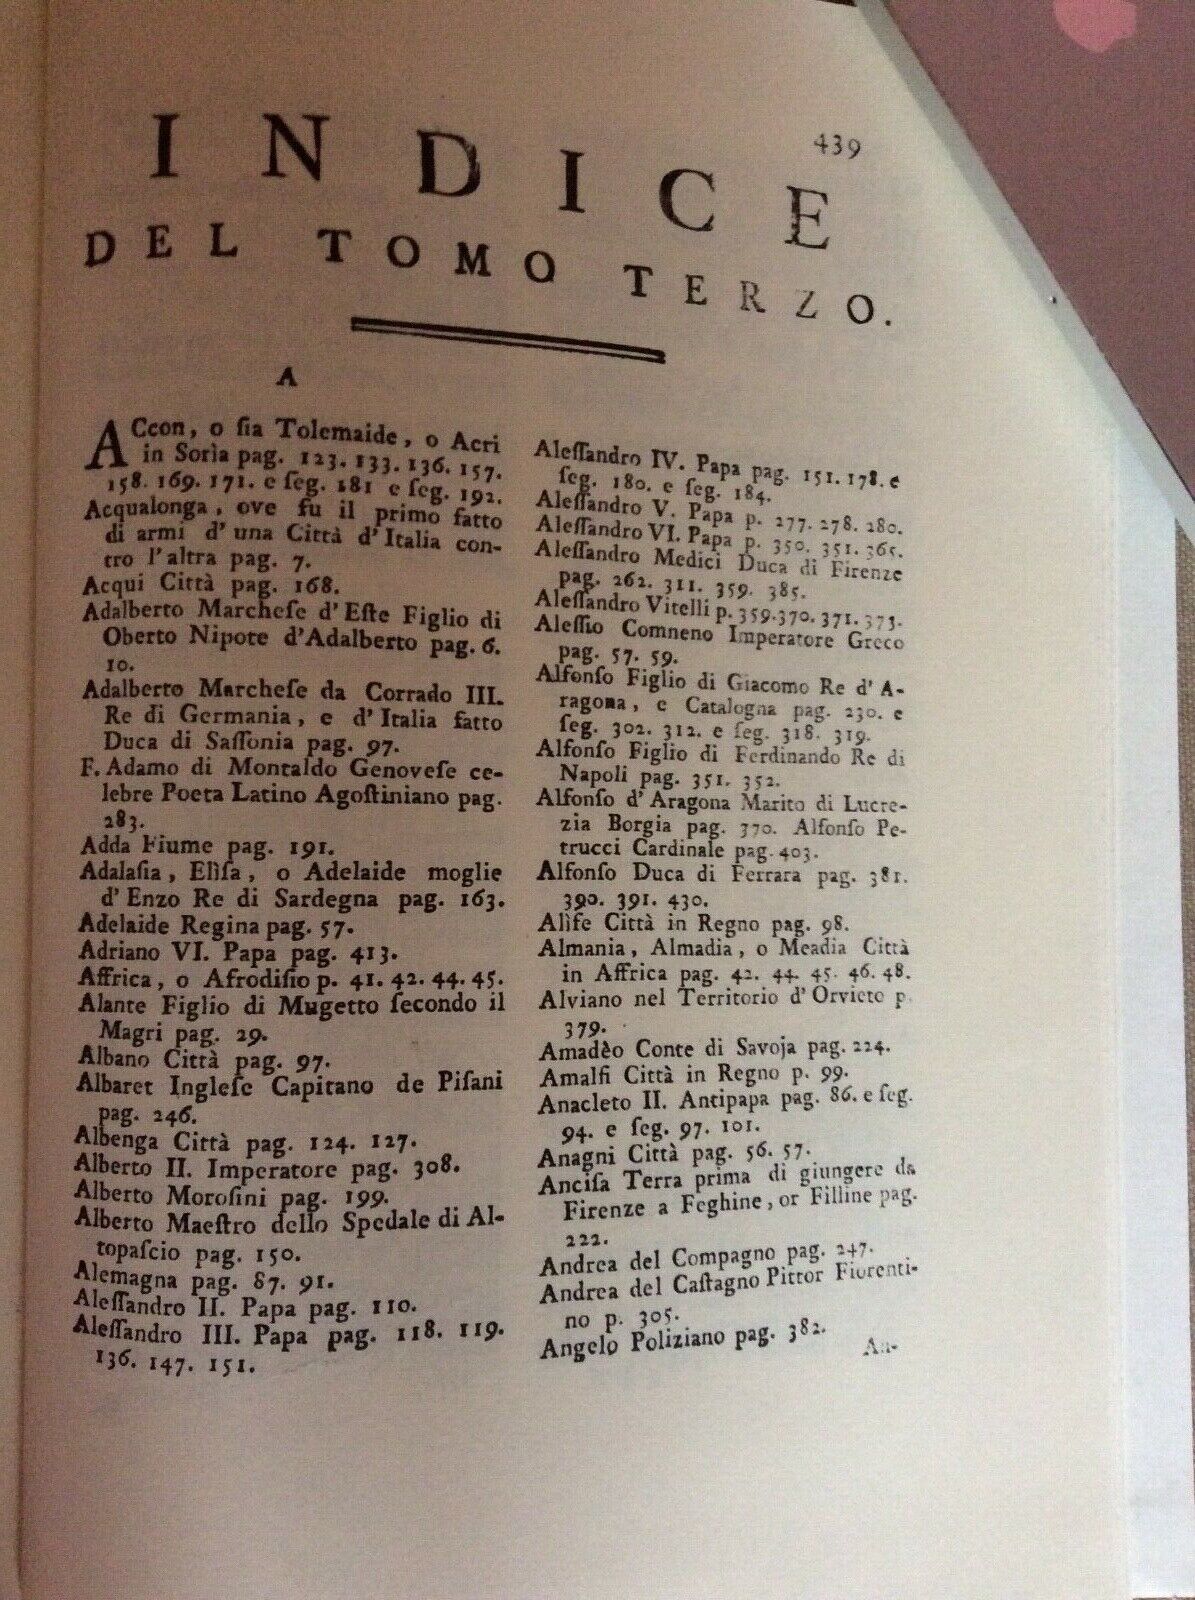 439
INDICE
DEL TOMO TERZO.
A
ACcon, o ſia Tolemaide, o Acri
in Sorìa pag. 123. 133. 136. 157.
158. 169. 171. e ſeg. 181 e ſeg. 192.
Acqualonga, ove fu il primo fatto
di armi d'una Città d'Italia con-
tro l'altra pag. 7.
Acqui Città pag. 168.
Adalberto Marcheſe d'Eſte Figlio di
Oberto Nipote d'Adalberto pag. 6.
10.
Adalberto Marcheſe da Corrado III.
Re di Germania, e d'Italia fatto
Duca di Saſſonia pag. 97.
F. Adamo di Montaldo Genoveſe ce-
lebre Poeta Latino Agoſtiniano pag.
283.
Adda Fiume pag. 191.
Adalaſia, Eliſa, o Adelaide moglie
d'Enzo Re di Sardegna pag. 163.
Adelaide Regina pag. 57.
Adriano VI. Papa pag. 413.
Affrica, o Afrodiſio p. 41. 42. 44. 45.
Alante Figlio di Mugetto ſecondo il
Magri pag. 29.
Albano Città pag. 97.
Albaret Ingleſe Capitano de Piſani
pag. 246.
Albenga Città pag. 124. 127.
Alberto II. Imperatore pag. 308.
Alberto Moroſini pag. 199.
Alberto Maeſtro dello Spedale di Al-
topaſcio pag. 150.
Alemagna pag. 87. 91.
Aleſſandro II. Papa pag. 110.
Aleſſandro III. Papa pag. 118. 119.
136. 147. 151.
Aleſſandro IV. Papa pag. 151. 178. e
ſeg. 180. e ſeg. 184.
Aleſſandro V. Papa p. 277. 278. 280.
Aleſſandro VI. Papa p. 350. 351. 365.
Aleſſandro Medici Duca di Firenze
pag. 262. 311. 359. 385.
Aleſſandro Vitelli p. 359.370. 371. 373.
Aleſſio Comneno Imperatore Greco
pag. 57. 59.
Alfonſo Figlio di Giacomo Re d'A-
ragona, e Catalogna pag. 230. e
ſeg. 302. 312. e ſeg. 318. 319.
Alfonſo Figlio di Ferdinando Re di
Napoli pag. 351. 352.
Alfonſo d'Aragona Marito di Lucre-
zia Borgia pag. 370. Alfonſo Pe-
trucci Cardinale pag. 403.
Alfonſo Duca di Ferrara pag. 381.
390. 391. 430.
Alìfe Città in Regno pag. 98.
Almania, Almadia, o Meadia Città
in Affrica pag. 42. 44. 45. 46. 48.
Alviano nel Territorio d'Orvieto p.
379.
Amadèo Conte di Savoja pag. 224.
Amalfi Città in Regno p. 99.
Anacleto II. Antipapa pag. 86. e ſeg.
94. e ſeg. 97. 101.
Anagni Città pag. 56. 57.
Anciſa Terra prima di giungere da
Firenze a Feghine, or Filline pag.
222.
Andrea del Compagno pag. 247.
Andrea del Caſtagno Pittor Fiorenti-
no p. 305.
Angelo Poliziano pag. 382.
An-